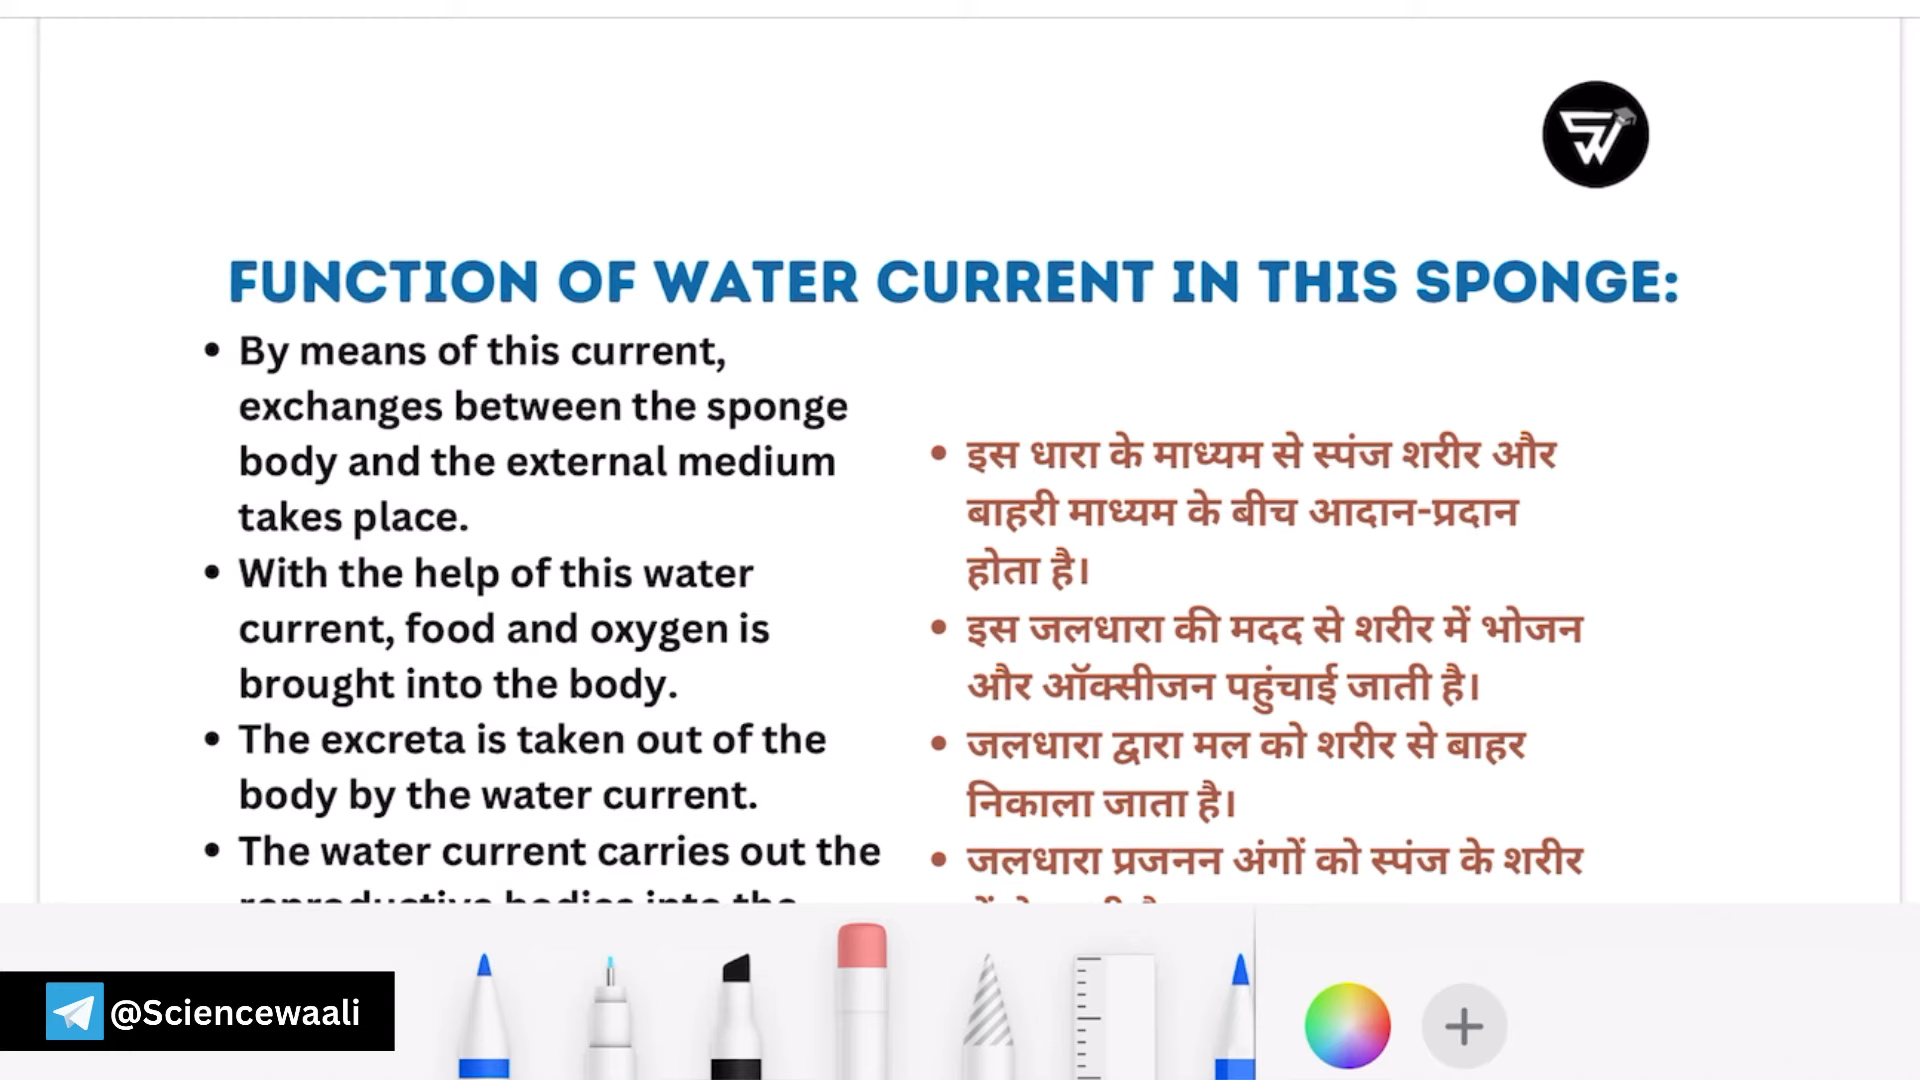 FUNCTION OF WATER CURRENT IN THIS SPONGE:
• By means of this current,
exchanges between the sponge
body and the external medium
takes place.
• With the help of this water
current, food and oxygen is
brought into the body.
• The excreta is taken out of the
body by the water current.
• The water current carries out the
reproductive bodies into the
• इस धारा के माध्यम से स्पंज शरीर और
बाहरी माध्यम के बीच आदान-प्रदान
होता है।
• इस जलधारा की मदद से शरीर में भोजन
और ऑक्सीजन पहुंचाई जाती है।
• जलधारा द्वारा मल को शरीर से बाहर
निकाला जाता है।
• जलधारा प्रजनन अंगों को स्पंज के शरीर
@Sciencewaali